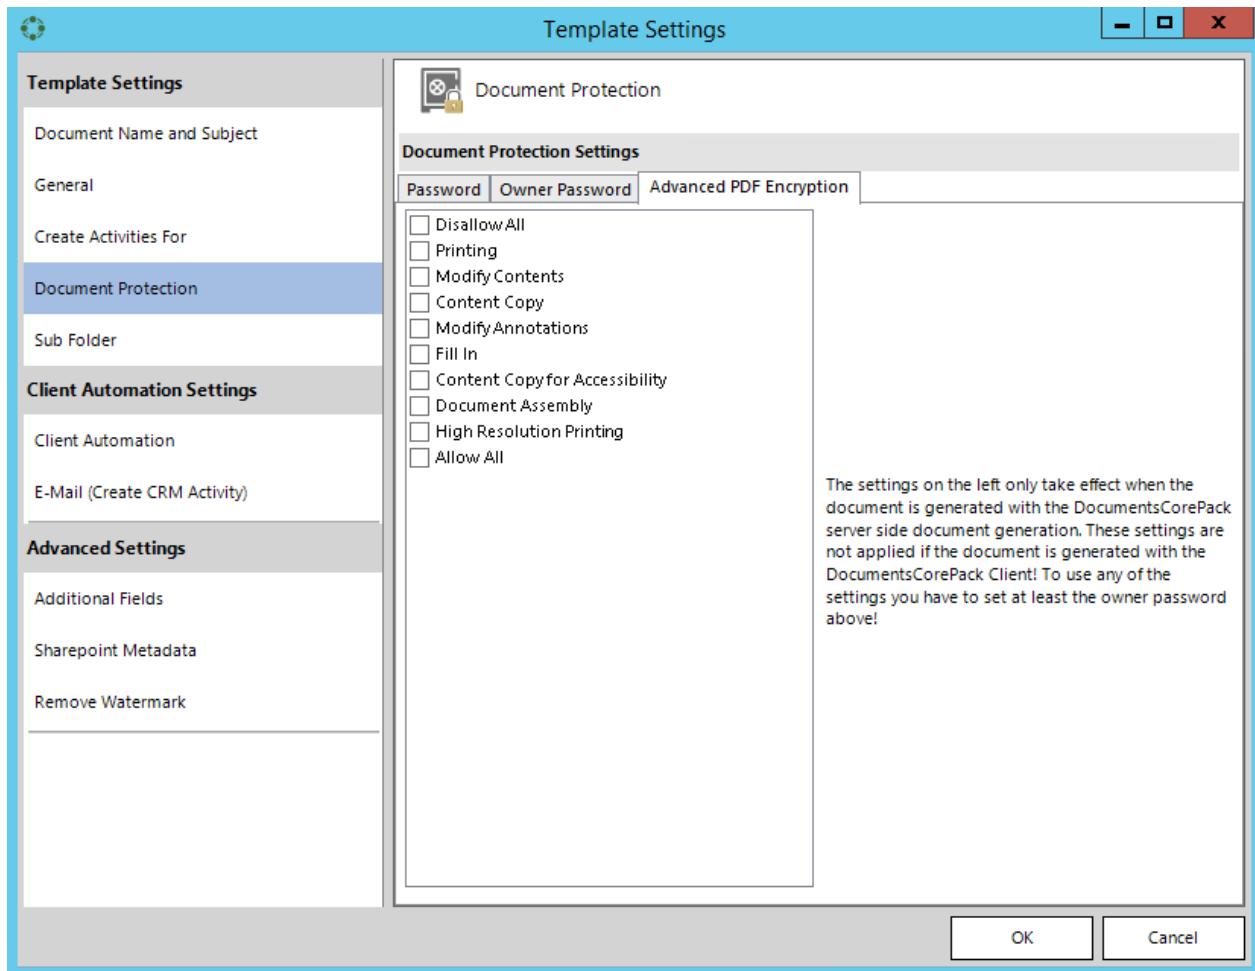 Template Settings
Template Settings
Document Name and Subject
General
Create Activities For
Document Protection
Sub Folder
Client Automation Settings
Client Automation
E-Mail (Create CRM Activity)
Advanced Settings
Additional Fields
Sharepoint Metadata
Remove Watermark
Document Protection
Document Protection Settings
Password Owner Password Advanced PDF Encryption
Disallow All
Printing
Modify Contents
Content Copy
Modify Annotations
Fill In
Content Copy for Accessibility
Document Assembly
High Resolution Printing
Allow All
The settings on the left only take effect when the
document is generated with the DocumentsCorePack
server side document generation. These settings are
not applied if the document is generated with the
DocumentsCorePack Client! To use any of the
settings you have to set at least the owner password
above!
OK Cancel